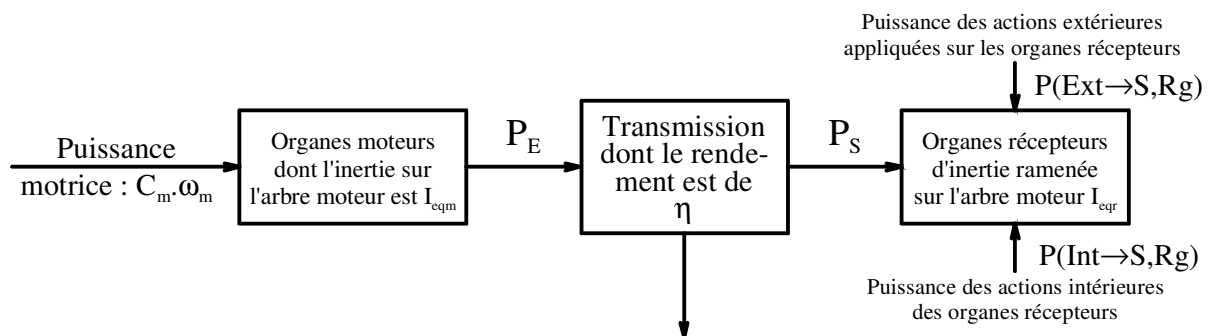 Puissance des actions extérieures
appliquées sur les organes récepteurs
P(Ext→S,Rg)
Puissance
motrice : Cm.ωm
Organes moteurs
dont l'inertie sur
l'arbre moteur est Ieqm
PE
Transmission
dont le rende-
ment est de
η
PS
Organes récepteurs
d'inertie ramenée
sur l'arbre moteur Ieqr
P(Int→S,Rg)
Puissance des actions intérieures
des organes récepteurs